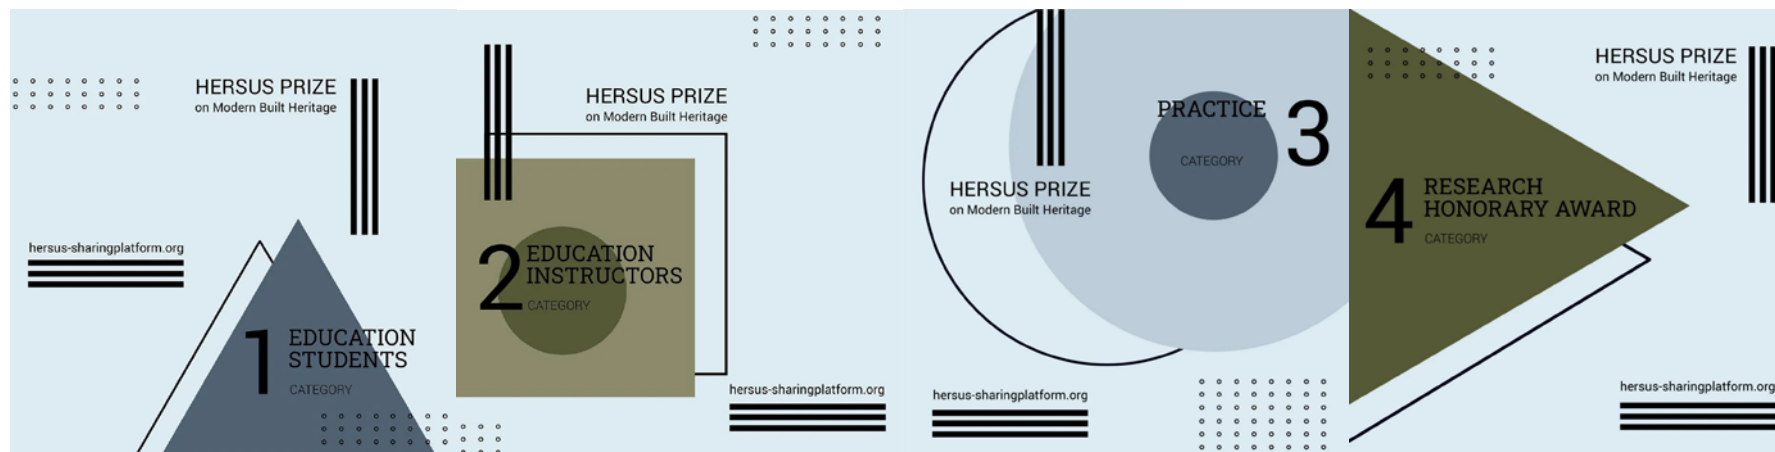 HERSUS PRIZE
on Modern Built Heritage
hersus-sharingplatform.org
1
EDUCATION
STUDENTS
CATEGORY
HERSUS PRIZE
on Modern Built Heritage
2
EDUCATION
INSTRUCTORS
CATEGORY
hersus-sharingplatform.org
PRACTICE
3
CATEGORY
HERSUS PRIZE
on Modern Built Heritage
hersus-sharingplatform.org
HERSUS PRIZE
on Modern Built Heritage
4
RESEARCH
HONORARY AWARD
CATEGORY
hersus-sharingplatform.org